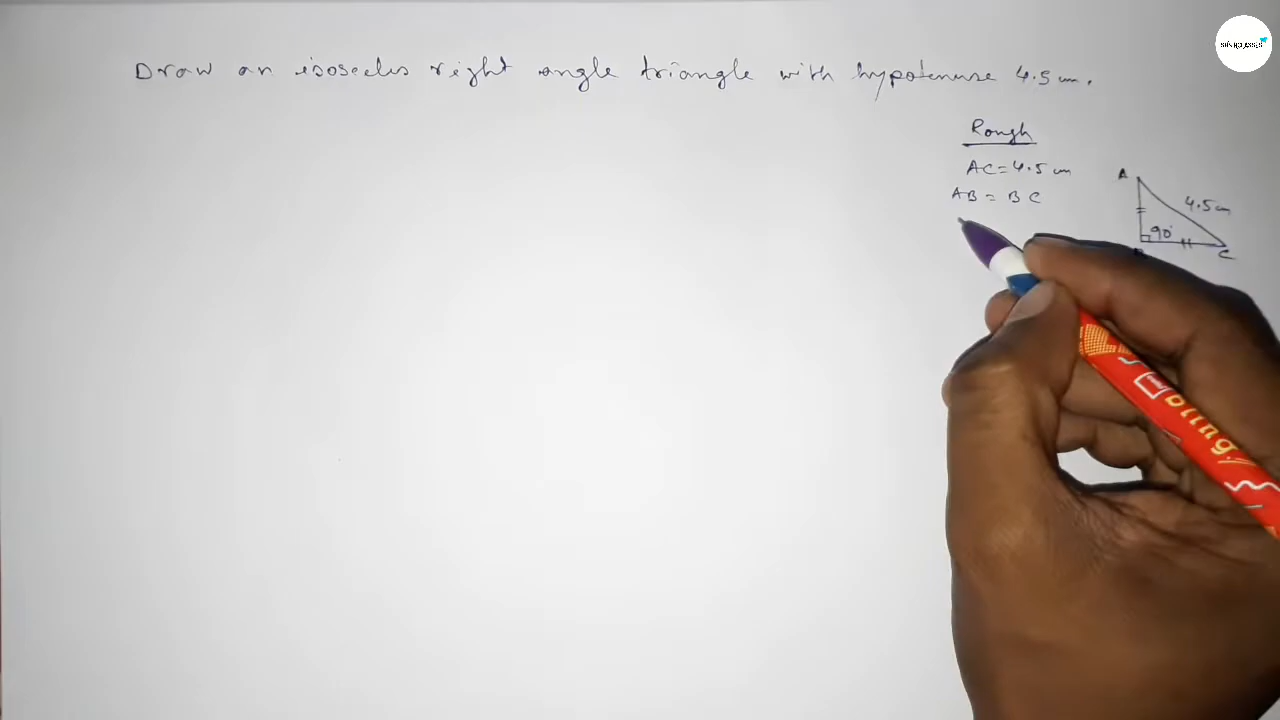 Draw an isosceles right angle triangle with hypotenuse 4.5 cm.
Rough
AC = 4.5 cm
AB = BC
A
4.5 cm
90°
B
C
bling